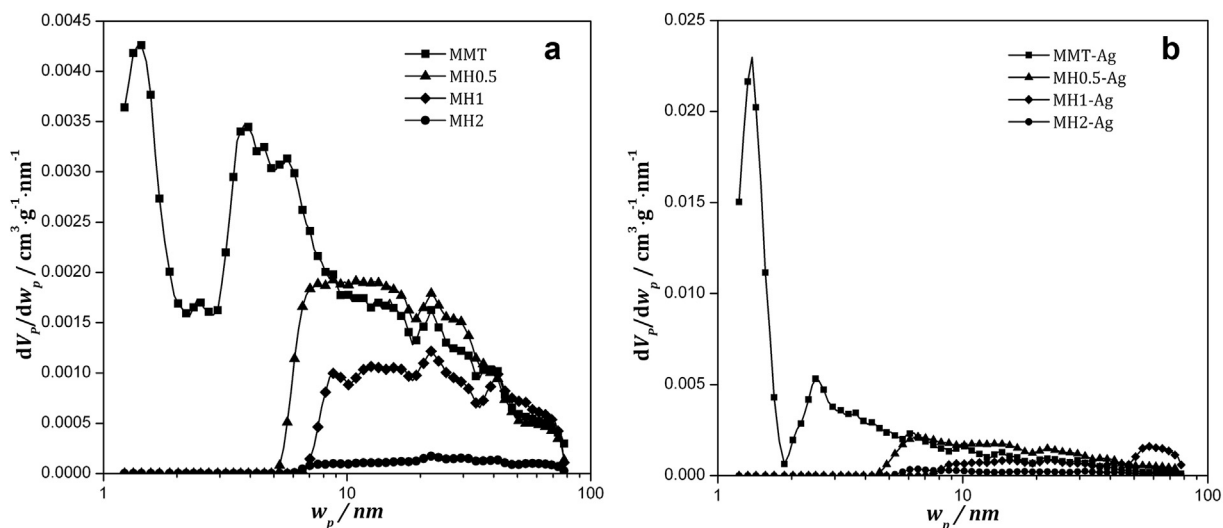 a
MMT
MH0.5
MH1
MH2
0.0045
0.0040
0.0035
0.0030
0.0025
0.0020
0.0015
0.0010
0.0005
0.0000
dVₚ/dwₚ / cm³·g⁻¹·nm⁻¹
1
10
100
wₚ / nm
b
MMT-Ag
MH0.5-Ag
MH1-Ag
MH2-Ag
0.025
0.020
0.015
0.010
0.005
0.000
dVₚ/dwₚ / cm³·g⁻¹·nm⁻¹
1
10
100
wₚ / nm